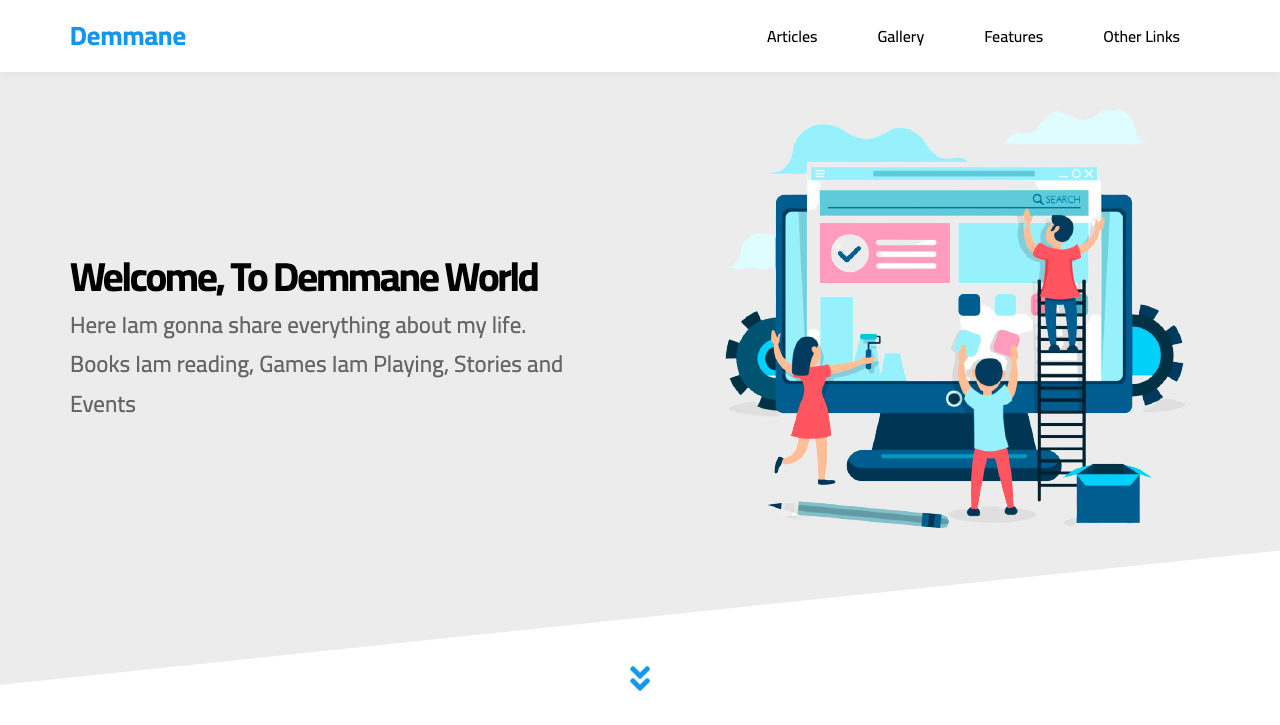 Demmane
Articles
Gallery
Features
Other Links
SEARCH
Welcome, To Demmane World
Here Iam gonna share everything about my life.
Books Iam reading, Games Iam Playing, Stories and
Events